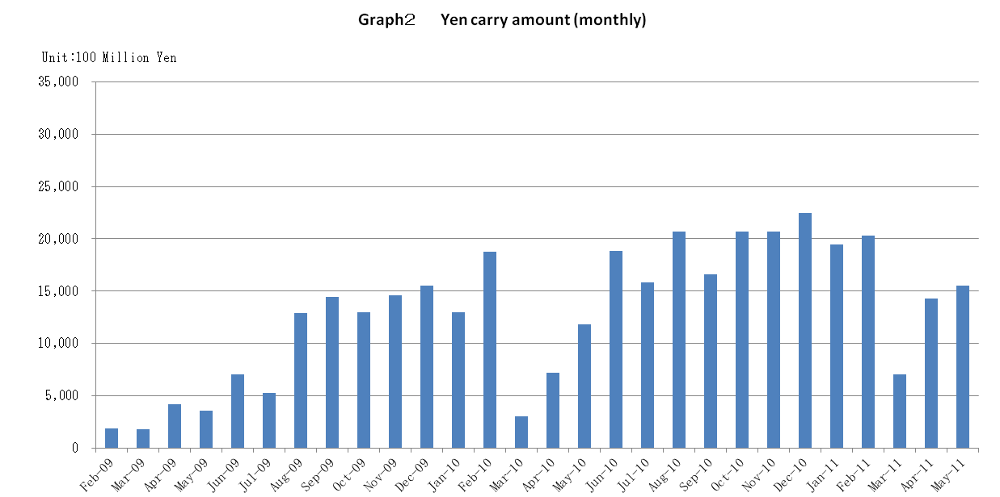 Graph２ Yen carry amount (monthly)
Unit:100 Million Yen
35,000
30,000
25,000
20,000
15,000
10,000
5,000
0
Feb-09 Mar-09 Apr-09 May-09 Jun-09 Jul-09 Aug-09 Sep-09 Oct-09 Nov-09 Dec-09 Jan-10 Feb-10 Mar-10 Apr-10 May-10 Jun-10 Jul-10 Aug-10 Sep-10 Oct-10 Nov-10 Dec-10 Jan-11 Feb-11 Mar-11 Apr-11 May-11